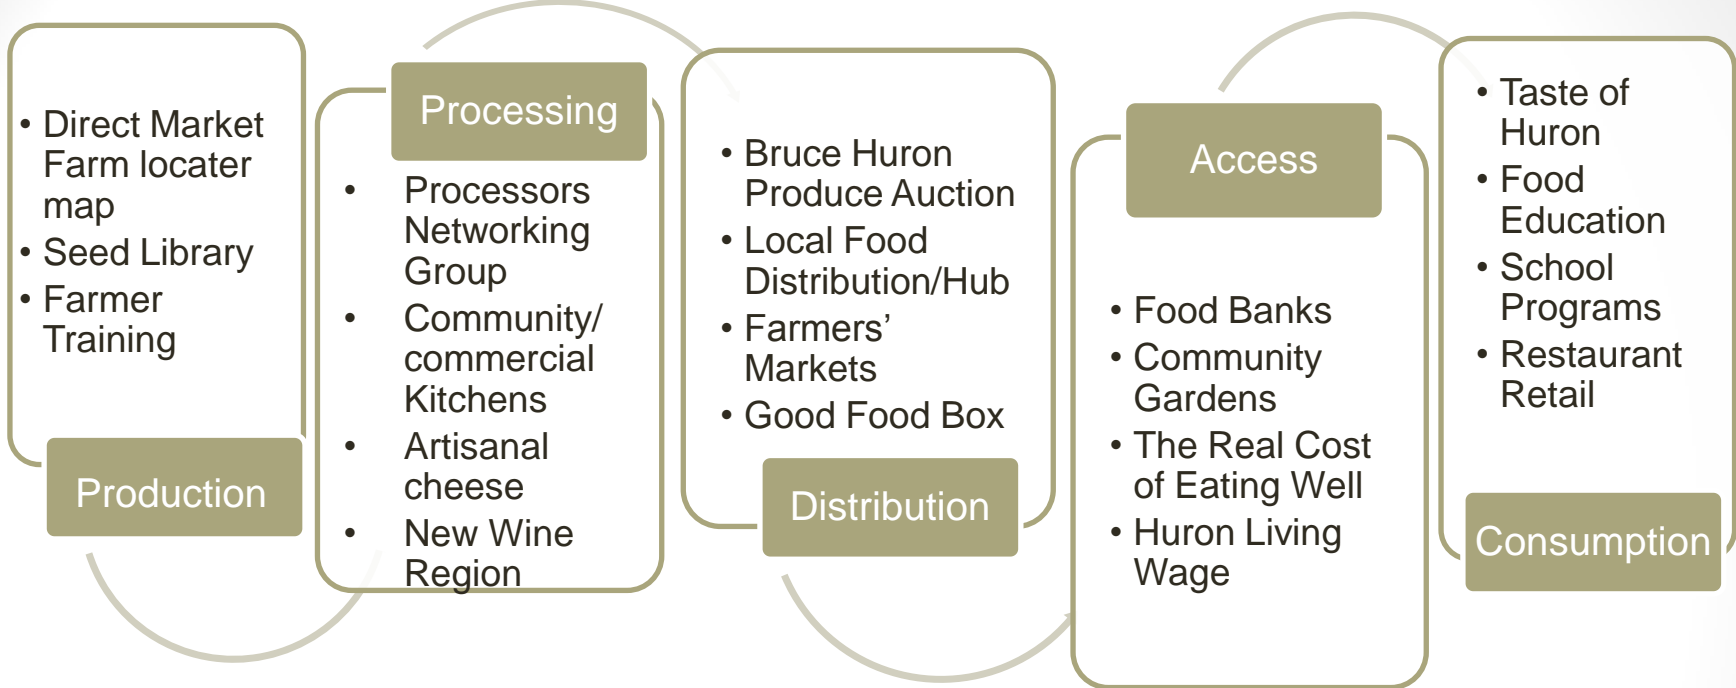 • Direct Market
Farm locater
map
• Seed Library
• Farmer
Training
Production
Processing
• Processors
Networking
Group
• Community/
commercial
Kitchens
• Artisanal
cheese
• New Wine
Region
• Bruce Huron
Produce Auction
• Local Food
Distribution/Hub
• Farmers’
Markets
• Good Food Box
Distribution
Access
• Food Banks
• Community
Gardens
• The Real Cost
of Eating Well
• Huron Living
Wage
• Taste of
Huron
• Food
Education
• School
Programs
• Restaurant
Retail
Consumption